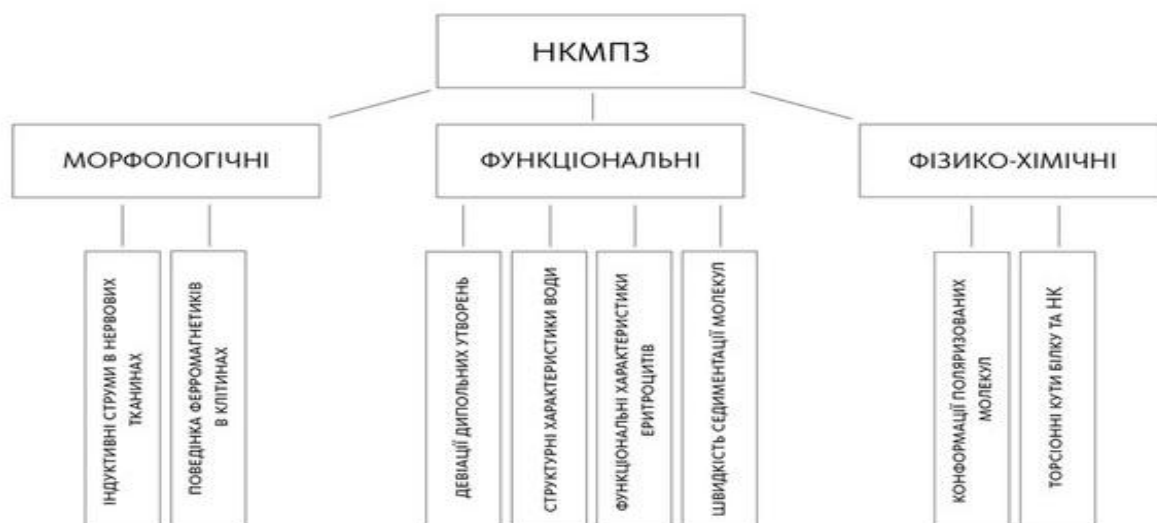 НКМПЗ
МОРФОЛОГІЧНІ
ФУНКЦІОНАЛЬНІ
ФІЗИКО-ХІМІЧНІ
ІНДУКТИВНІ СТРУМИ В НЕРВОВИХ
ТКАНИНАХ
ПОВЕДІНКА ФЕРРОМАГНЕТИКІВ
В КЛІТИНАХ
ДЕВІАЦІЇ ДИПОЛЬНИХ УТВОРЕНЬ
СТРУКТУРНІ ХАРАКТЕРИСТИКИ ВОДИ
ФУНКЦІОНАЛЬНІ ХАРАКТЕРИСТИКИ
ЕРИТРОЦИТІВ
ШВИДКІСТЬ СЕДИМЕНТАЦІЇ МОЛЕКУЛ
КОНФОРМАЦІЇ ПОЛЯРИЗОВАНИХ
МОЛЕКУЛ
ТОРСІОННІ КУТИ БІЛКУ ТА НК